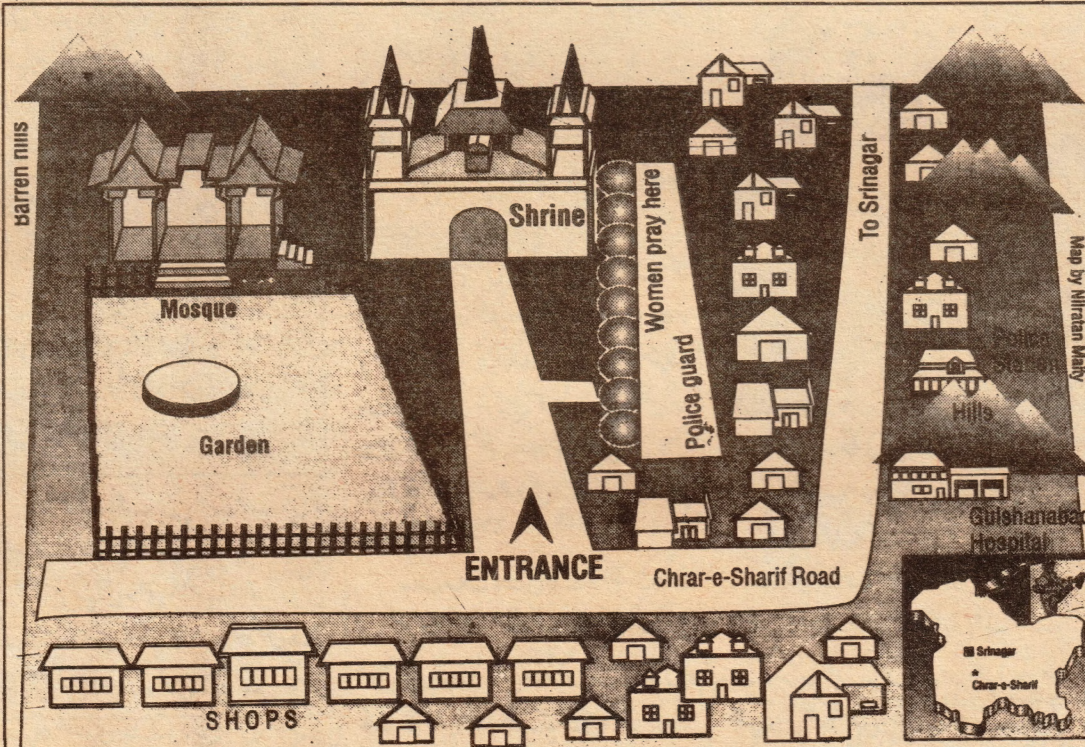 Barren hills
Shrine
Women pray here
Police guard
To Srinagar
Map by Nilratan Maity
Mosque
Garden
Police
Station
Hills
Gulshanabad
Hospital
ENTRANCE
Chrar-e-Sharif Road
Srinagar
Chrar-e-Sharif
SHOPS